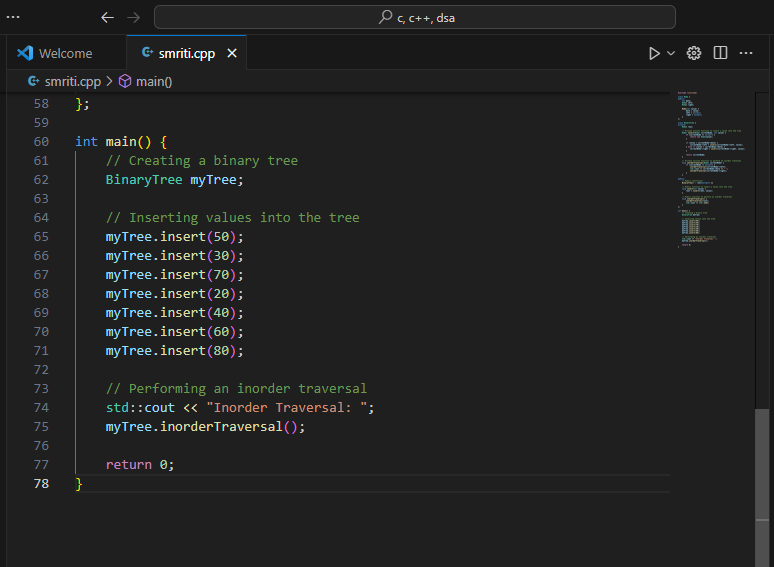 c, c++, dsa
Welcome
smriti.cpp
smriti.cpp > main()
58 };
59
60 int main() {
61 // Creating a binary tree
62 BinaryTree myTree;
63
64 // Inserting values into the tree
65 myTree.insert(50);
66 myTree.insert(30);
67 myTree.insert(70);
68 myTree.insert(20);
69 myTree.insert(40);
70 myTree.insert(60);
71 myTree.insert(80);
72
73 // Performing an inorder traversal
74 std::cout << "Inorder Traversal: ";
75 myTree.inorderTraversal();
76
77 return 0;
78 }